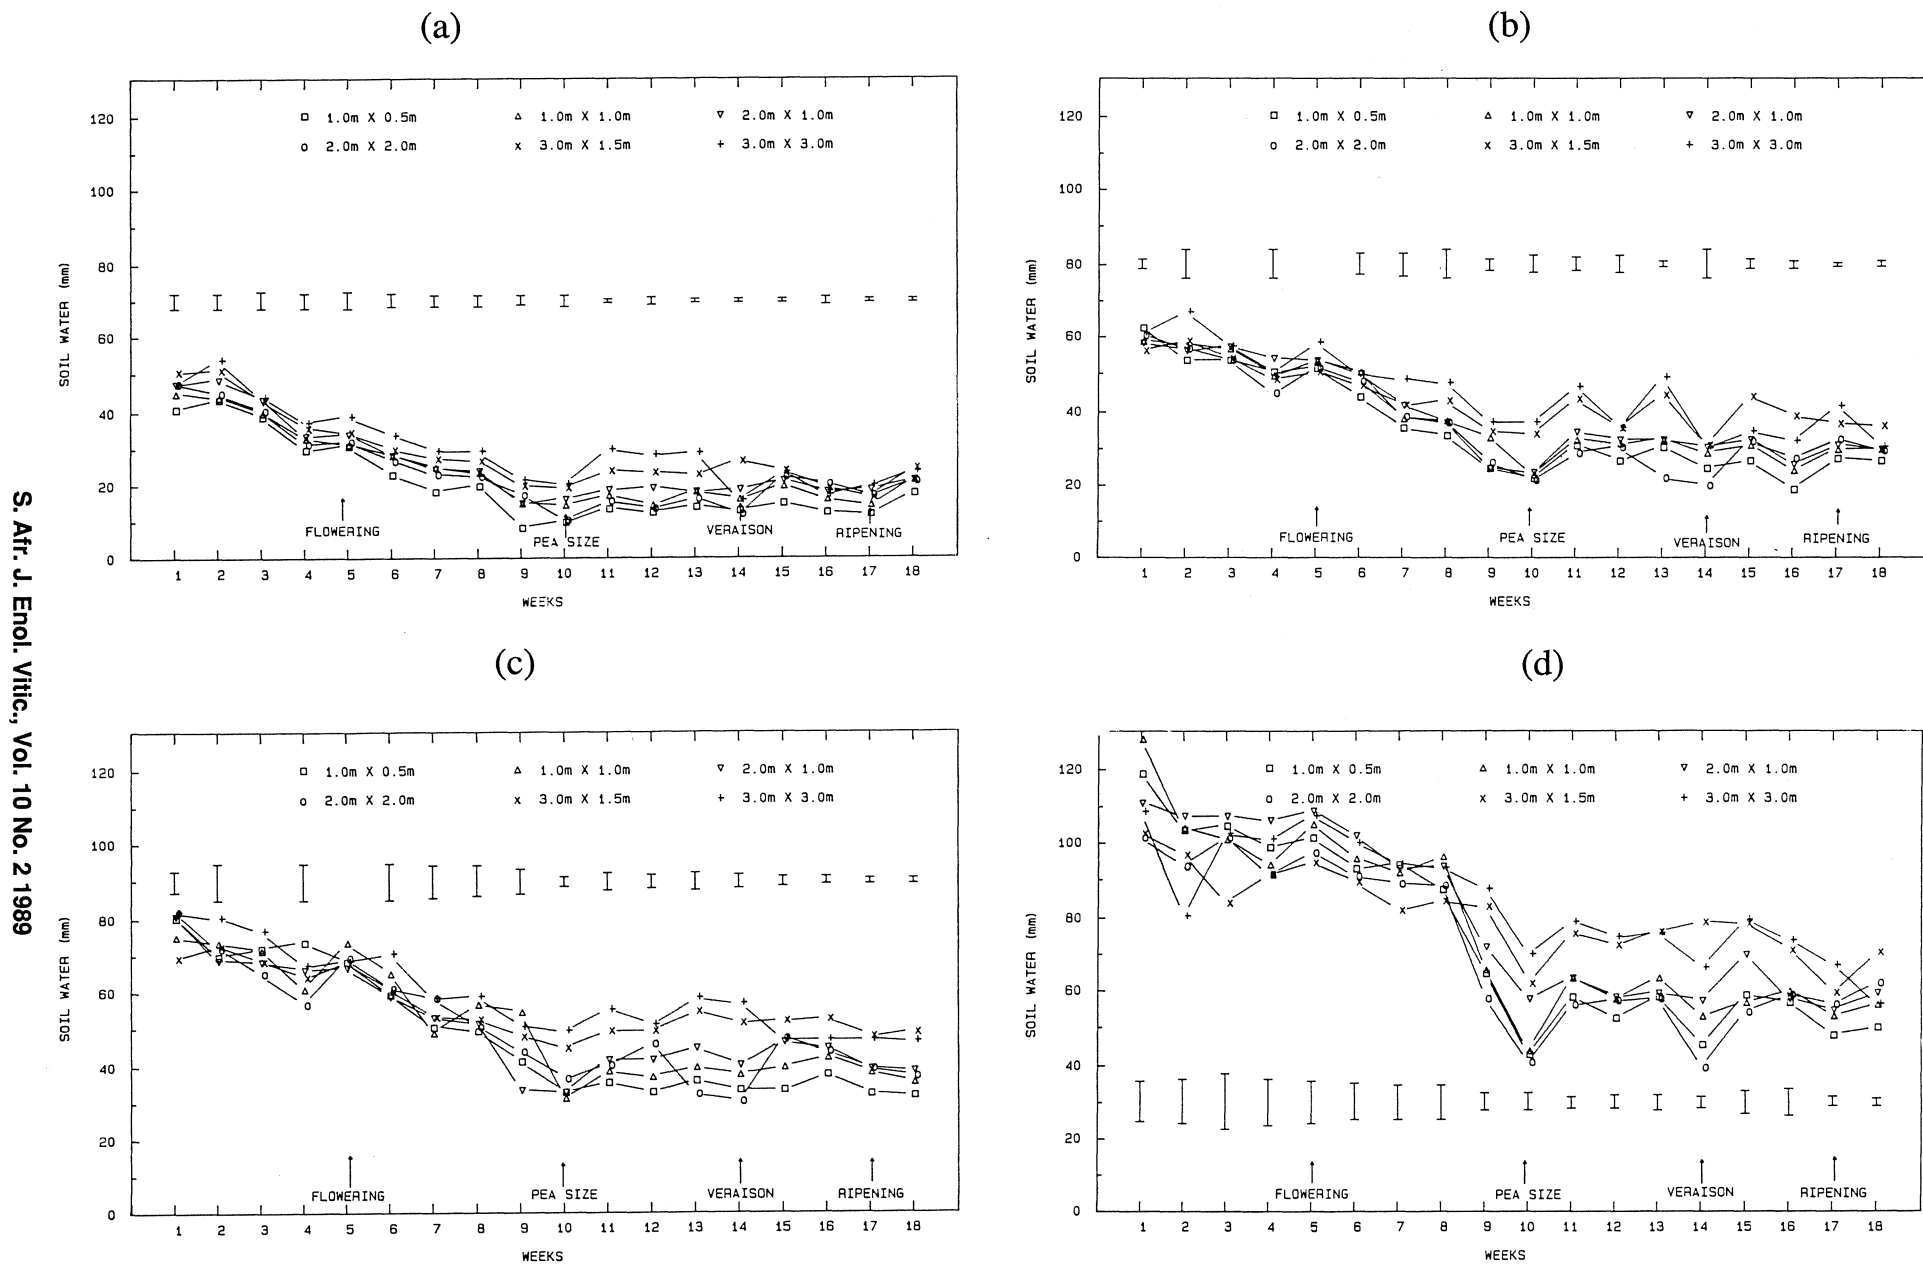 S. Afr. J. Enol. Vitic., Vol. 10 No. 2 1989
(a)
120
100
80
60
40
20
0
SOIL WATER (mm)
□ 1.0m X 0.5m △ 1.0m X 1.0m ▽ 2.0m X 1.0m
o 2.0m X 2.0m x 3.0m X 1.5m + 3.0m X 3.0m
FLOWERING
PEA SIZE
VERAISON
RIPENING
1 2 3 4 5 6 7 8 9 10 11 12 13 14 15 16 17 18
WEEKS
(b)
120
100
80
60
40
20
0
SOIL WATER (mm)
□ 1.0m X 0.5m △ 1.0m X 1.0m ▽ 2.0m X 1.0m
o 2.0m X 2.0m x 3.0m X 1.5m + 3.0m X 3.0m
FLOWERING
PEA SIZE
VERAISON
RIPENING
1 2 3 4 5 6 7 8 9 10 11 12 13 14 15 16 17 18
WEEKS
(c)
120
100
80
60
40
20
0
SOIL WATER (mm)
□ 1.0m X 0.5m △ 1.0m X 1.0m ▽ 2.0m X 1.0m
o 2.0m X 2.0m x 3.0m X 1.5m + 3.0m X 3.0m
FLOWERING
PEA SIZE
VERAISON
RIPENING
1 2 3 4 5 6 7 8 9 10 11 12 13 14 15 16 17 18
WEEKS
(d)
120
100
80
60
40
20
0
SOIL WATER (mm)
□ 1.0m X 0.5m △ 1.0m X 1.0m ▽ 2.0m X 1.0m
o 2.0m X 2.0m x 3.0m X 1.5m + 3.0m X 3.0m
FLOWERING
PEA SIZE
VERAISON
RIPENING
1 2 3 4 5 6 7 8 9 10 11 12 13 14 15 16 17 18
WEEKS